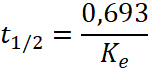 t₁/₂ = 0,693 / Kₑ